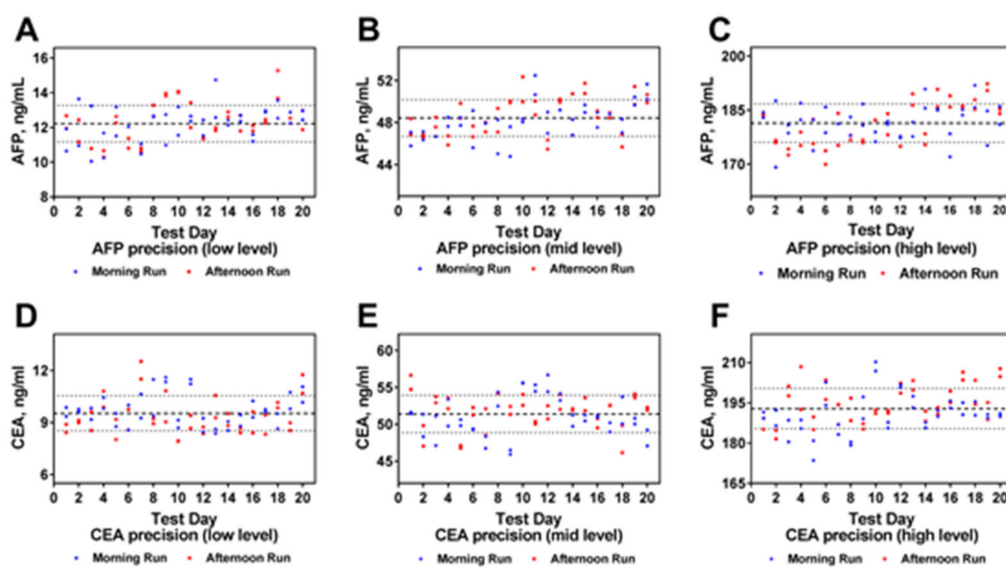 A
B
C
AFP, ng/mL
16
14
12
10
8
0 2 4 6 8 10 12 14 16 18 20
Test Day
AFP precision (low level)
Morning Run Afternoon Run
AFP, ng/mL
52
48
44
0 2 4 6 8 10 12 14 16 18 20
Test Day
AFP precision (mid level)
Morning Run Afternoon Run
AFP, ng/mL
200
185
170
0 2 4 6 8 10 12 14 16 18 20
Test Day
AFP precision (high level)
Morning Run Afternoon Run
D
E
F
CEA, ng/ml
12
9
6
0 2 4 6 8 10 12 14 16 18 20
Test Day
CEA precision (low level)
Morning Run Afternoon Run
CEA, ng/ml
60
55
50
45
0 2 4 6 8 10 12 14 16 18 20
Test Day
CEA precision (mid level)
Morning Run Afternoon Run
CEA, ng/ml
210
195
180
165
0 2 4 6 8 10 12 14 16 18 20
Test Day
CEA precision (high level)
Morning Run Afternoon Run